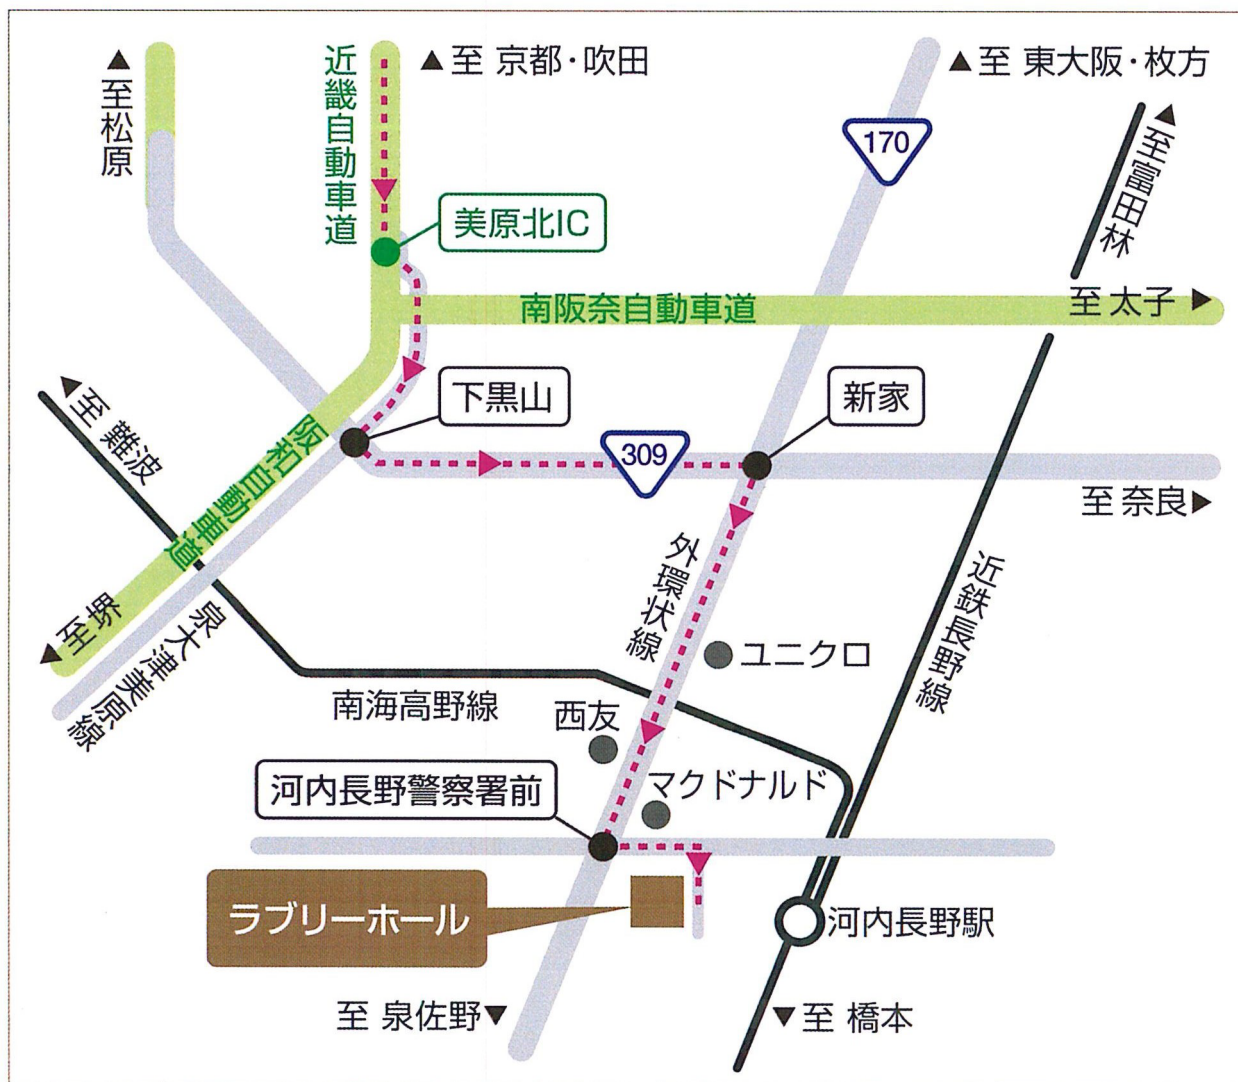 ▲至 松原
近畿自動車道
▲至 京都・吹田
▲至 東大阪・枚方
170
▲至 富田林
美原北IC
南阪奈自動車道
至 太子▶
▲至 難波
下黒山
新家
309
阪和自動車道
至 奈良▶
▲至 堺
泉大津美原線
外環状線
近鉄長野線
ユニクロ
南海高野線
西友
河内長野警察署前
マクドナルド
ラブリーホール
河内長野駅
至 泉佐野▼
▼至 橋本